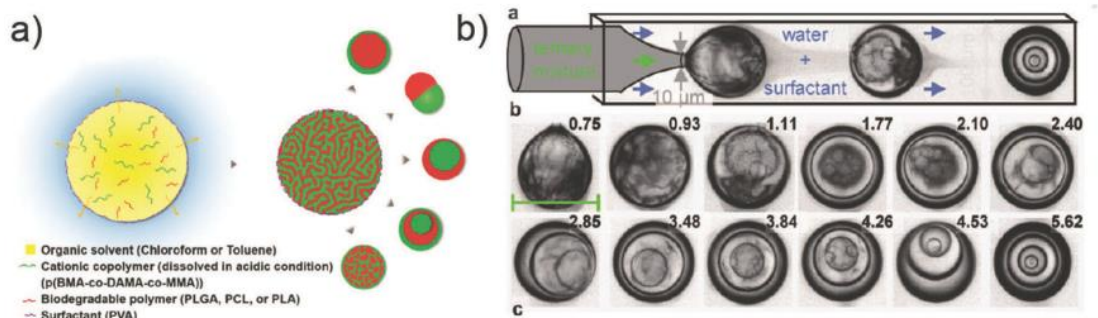 a)
Organic solvent (Chloroform or Toluene)
Cationic copolymer (dissolved in acidic condition)
(p(BMA-co-DAMA-co-MMA))
Biodegradable polymer (PLGA, PCL, or PLA)
Surfactant (PVA)
b)
a
ternary
mixture
10 µm
water
+
surfactant
b
0.75 0.93 1.11 1.77 2.10 2.40
2.85 3.48 3.84 4.26 4.53 5.62
c